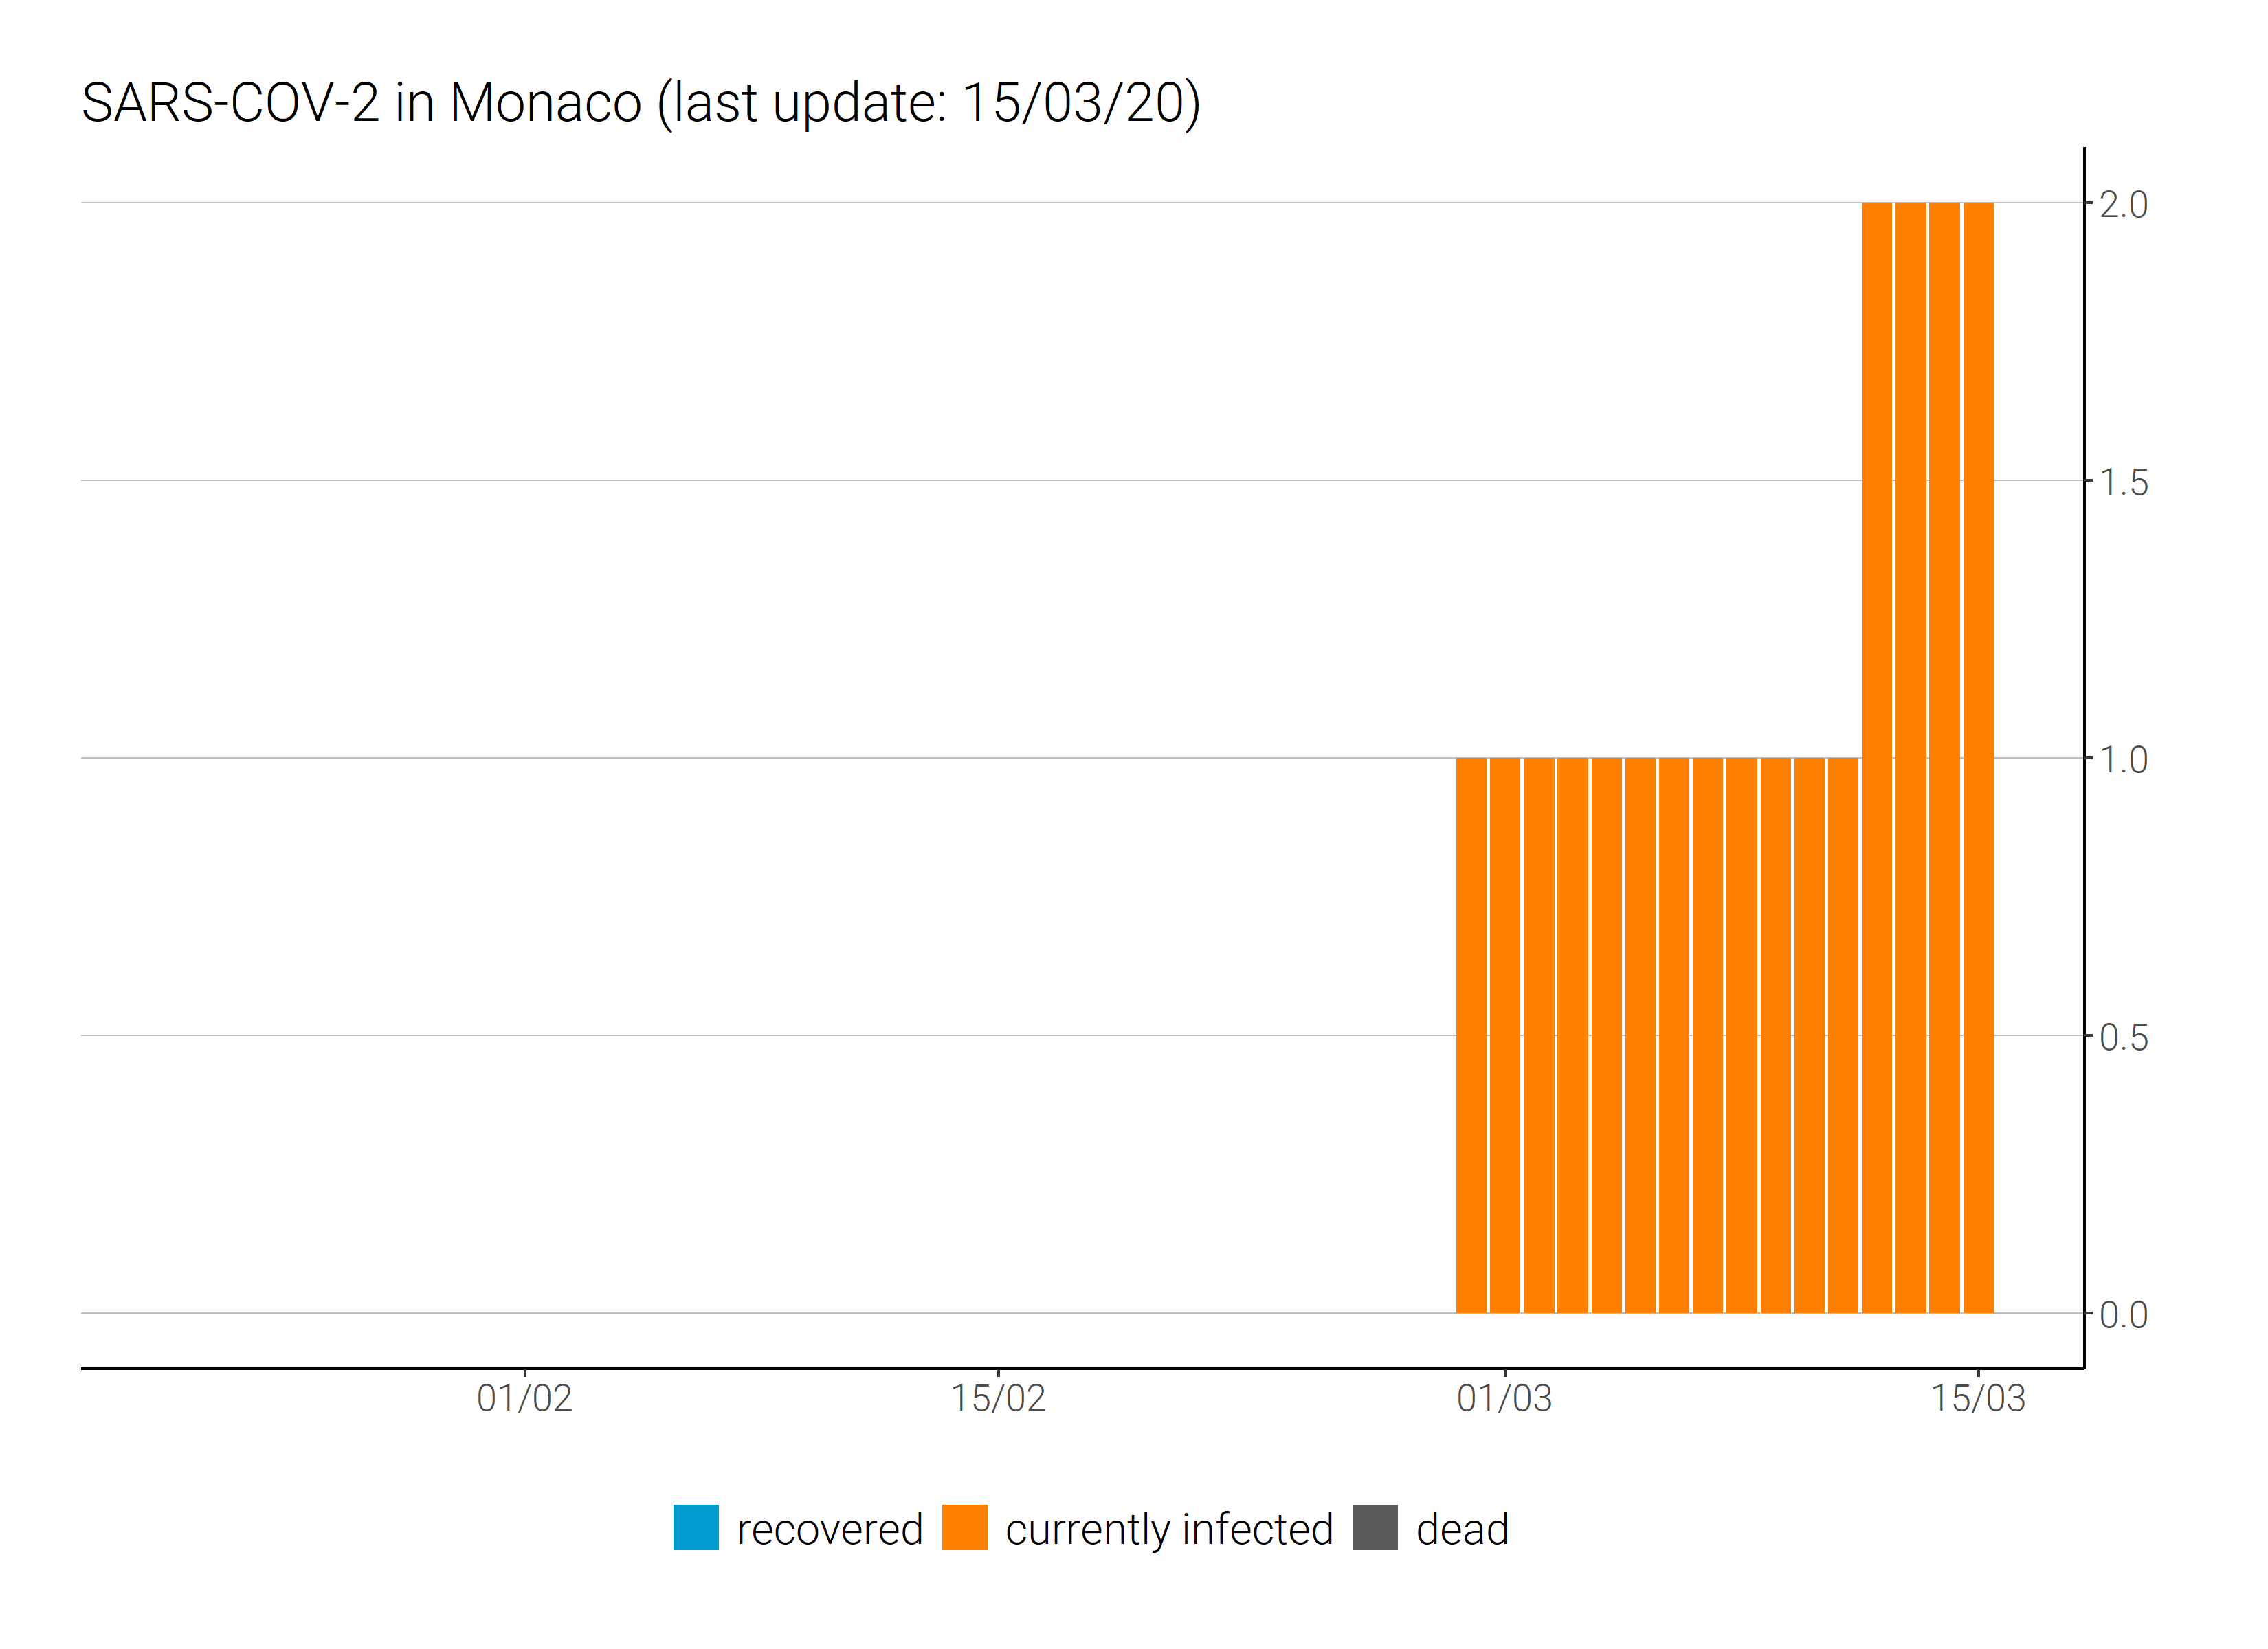 SARS-COV-2 in Monaco (last update: 15/03/20)
2.0
1.5
1.0
0.5
0.0
01/02 15/02 01/03 15/03
recovered currently infected dead